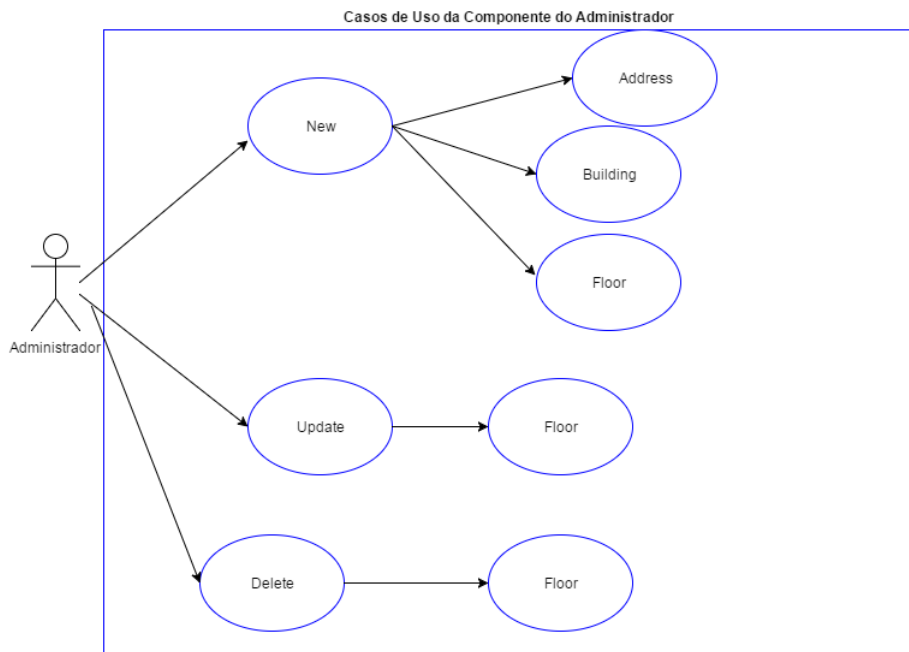 Casos de Uso da Componente do Administrador
Address
New
Building
Floor
Administrador
Update
Floor
Delete
Floor